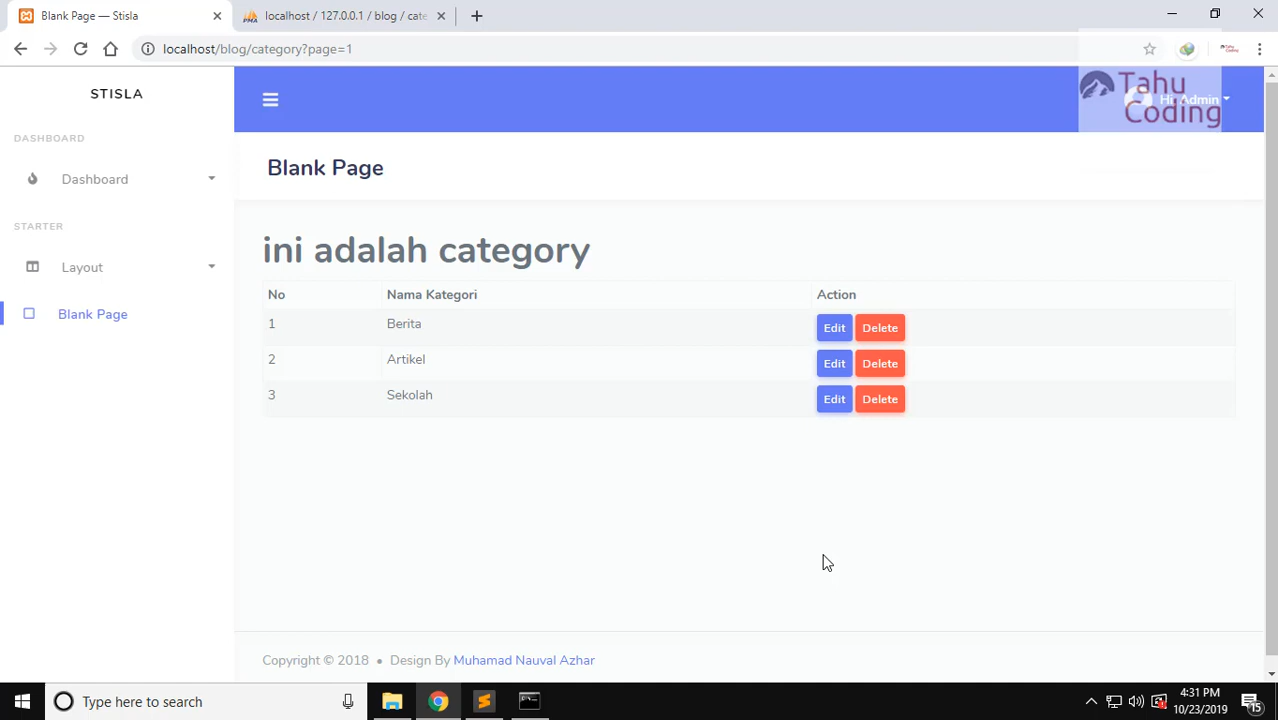 Blank Page — Stisla
localhost / 127.0.0.1 / blog / cate
localhost/blog/category?page=1
STISLA
Tahu
Coding
Hi, Admin
DASHBOARD
Dashboard
Blank Page
STARTER
Layout
Blank Page
ini adalah category
No Nama Kategori Action
1 Berita Edit Delete
2 Artikel Edit Delete
3 Sekolah Edit Delete
Copyright © 2018 • Design By Muhamad Nauval Azhar
Type here to search
4:31 PM
10/23/2019
15